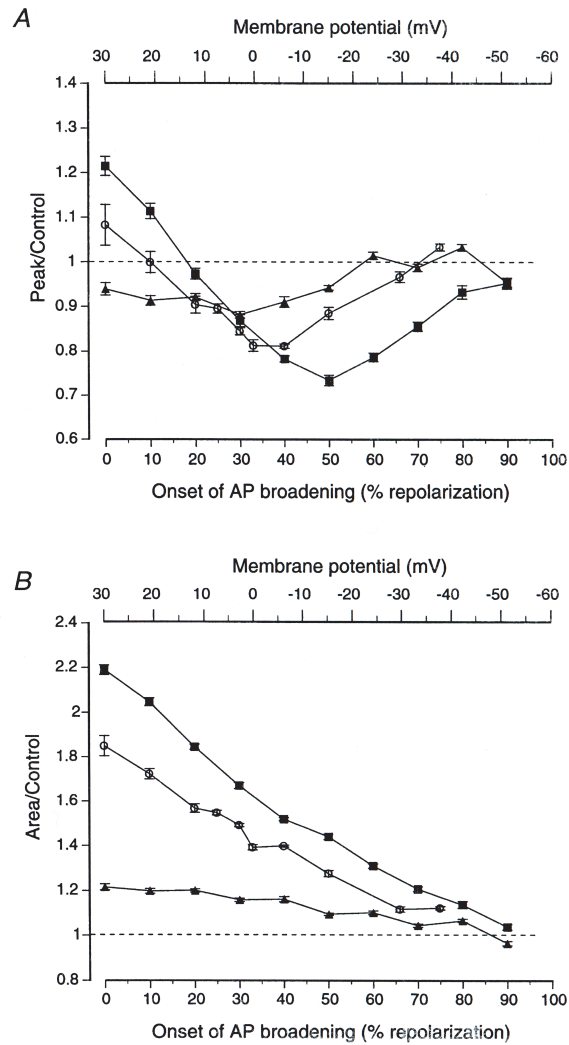 A
Membrane potential (mV)
30 20 10 0 -10 -20 -30 -40 -50 -60
1.4
1.3
1.2
1.1
1
0.9
0.8
0.7
0.6
Peak/Control
0 10 20 30 40 50 60 70 80 90 100
Onset of AP broadening (% repolarization)
B
Membrane potential (mV)
30 20 10 0 -10 -20 -30 -40 -50 -60
2.4
2.2
2
1.8
1.6
1.4
1.2
1
0.8
Area/Control
0 10 20 30 40 50 60 70 80 90 100
Onset of AP broadening (% repolarization)